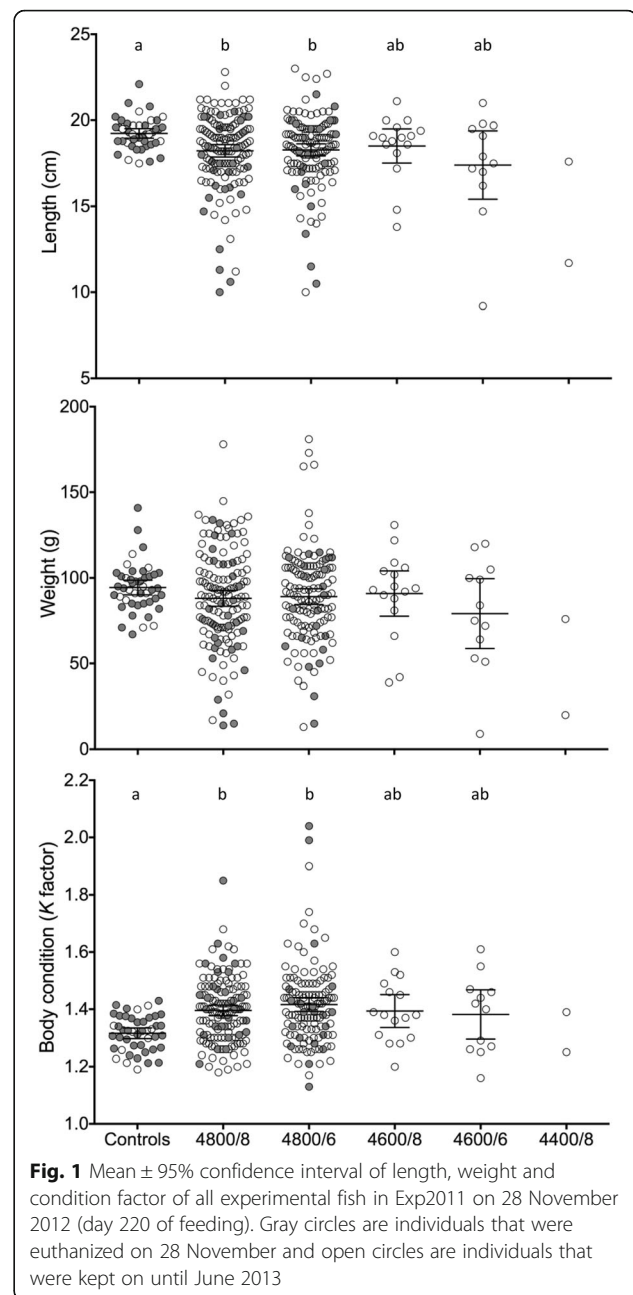 a b b ab ab
25
20
15
10
5
Length (cm)
200
150
100
50
0
Weight (g)
a b b ab ab
2.2
2.0
1.8
1.6
1.4
1.2
1.0
Body condition (K factor)
Controls 4800/8 4800/6 4600/8 4600/6 4400/8
Fig. 1 Mean ± 95% confidence interval of length, weight and
condition factor of all experimental fish in Exp2011 on 28 November
2012 (day 220 of feeding). Gray circles are individuals that were
euthanized on 28 November and open circles are individuals that
were kept on until June 2013